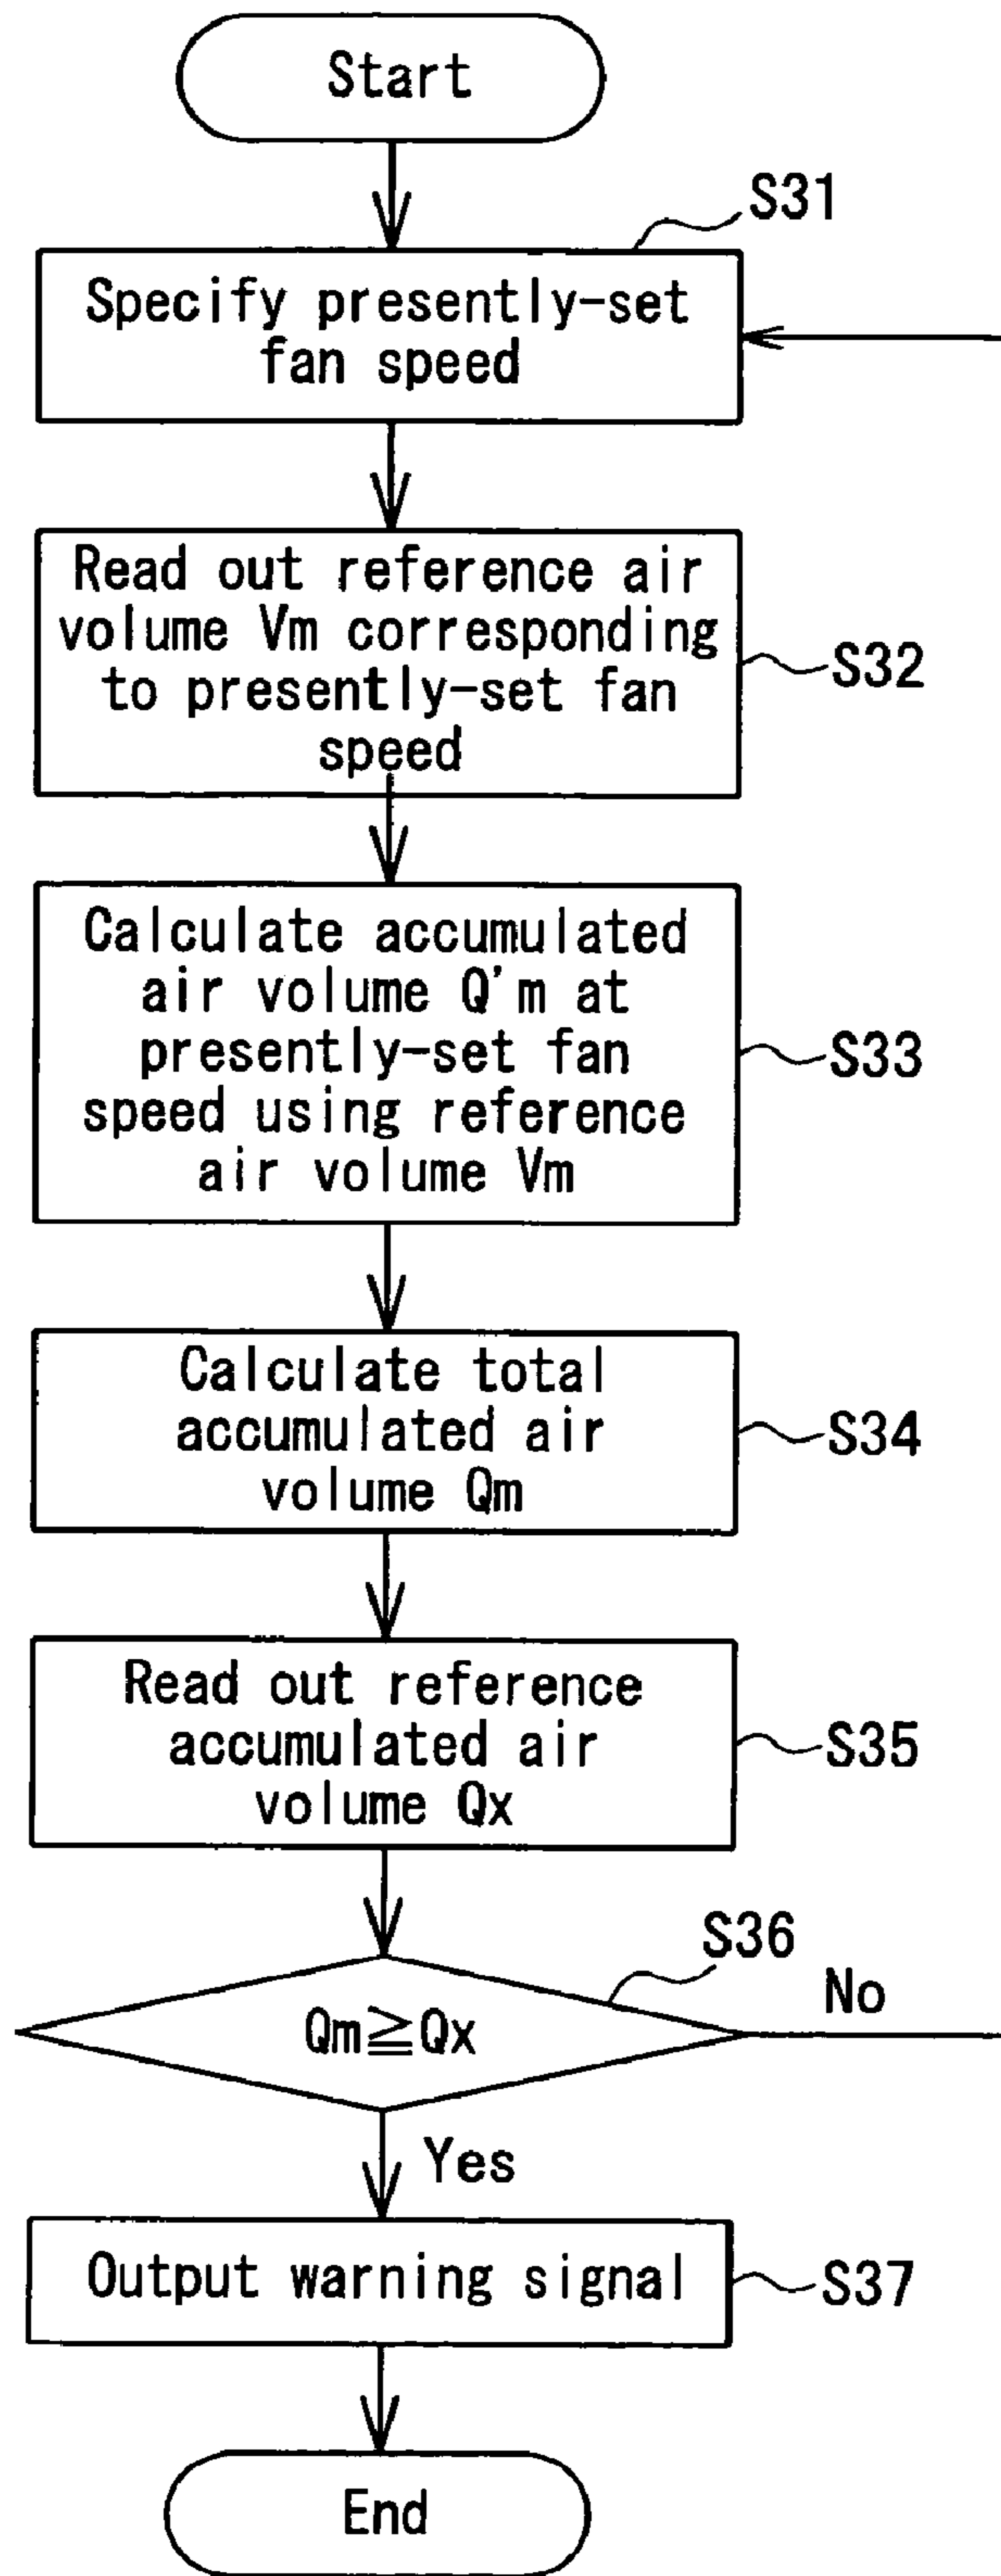 Start
S31
Specify presently-set
fan speed
Read out reference air
volume Vm corresponding
to presently-set fan
speed
S32
Calculate accumulated
air volume Q'm at
presently-set fan
speed using reference
air volume Vm
S33
Calculate total
accumulated air
volume Qm
S34
Read out reference
accumulated air
volume Qx
S35
S36
Qm≧Qx
No
Yes
Output warning signal
S37
End